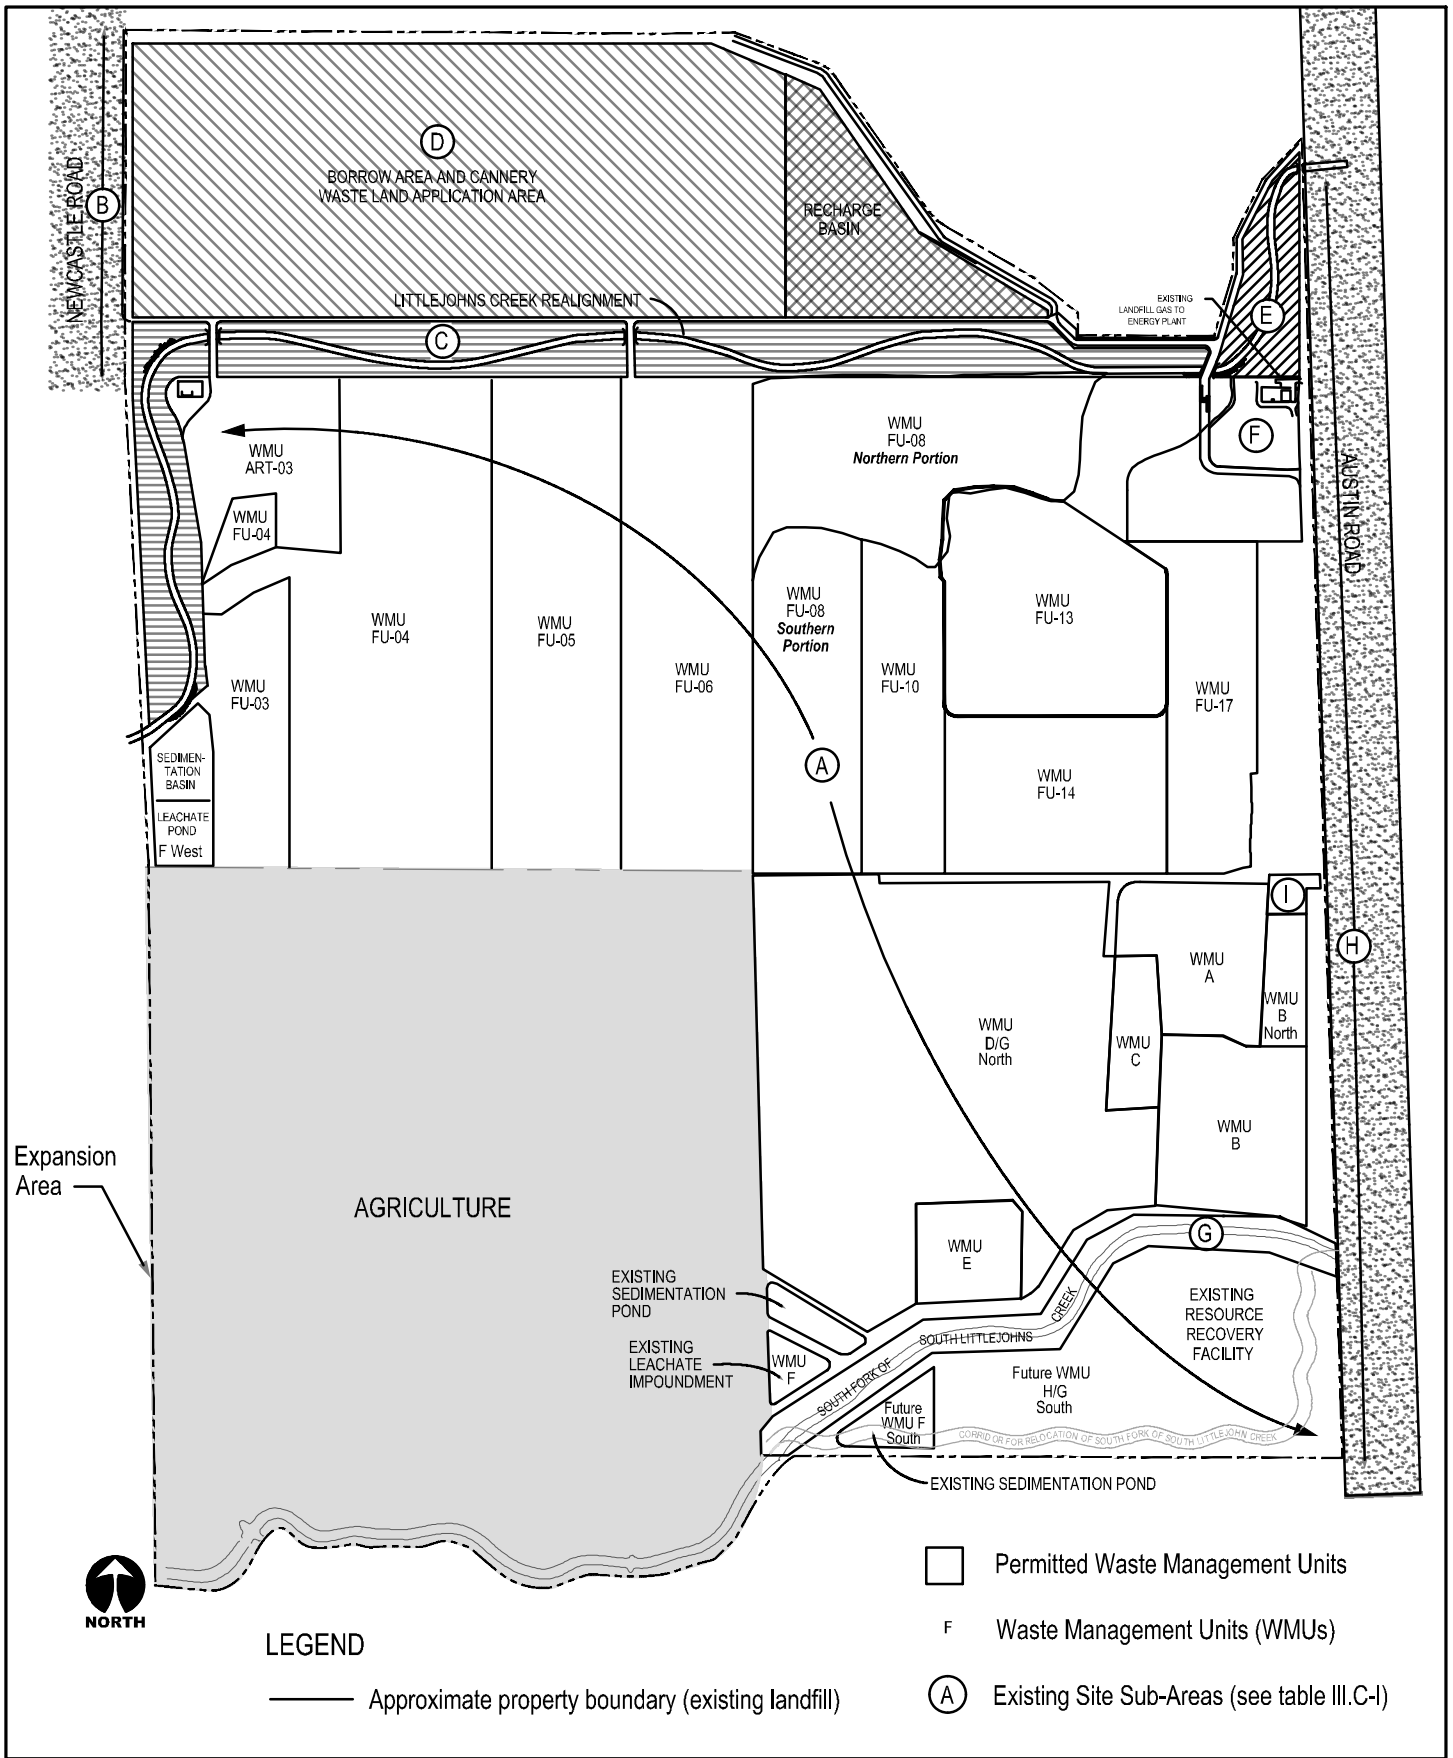 D
BORROW AREA AND CANNERY
WASTE LAND APPLICATION AREA
NEWCASTLE ROAD
B
RECHARGE
BASIN
LITTLEJOHNS CREEK REALIGNMENT
EXISTING
LANDFILL GAS TO
ENERGY PLANT
E
C
F
AUSTIN ROAD
WMU
ART-03
WMU
FU-08
Northern Portion
WMU
FU-04
WMU
FU-04
WMU
FU-05
WMU
FU-06
WMU
FU-08
Southern
Portion
WMU
FU-10
WMU
FU-13
WMU
FU-17
WMU
FU-03
A
WMU
FU-14
SEDIMEN-
TATION
BASIN
LEACHATE
POND
F West
I
H
WMU
A
WMU
B
North
WMU
D/G
North
WMU
C
WMU
B
Expansion
Area
AGRICULTURE
G
WMU
E
EXISTING
SEDIMENTATION
POND
EXISTING
LEACHATE
IMPOUNDMENT
WMU
F
SOUTH FORK OF
SOUTH LITTLEJOHNS
CREEK
EXISTING
RESOURCE
RECOVERY
FACILITY
Future WMU
H/G
South
Future
WMU F
South
CORRIDOR FOR RELOCATION OF SOUTH FORK OF SOUTH LITTLEJOHN CREEK
EXISTING SEDIMENTATION POND
NORTH
LEGEND
Approximate property boundary (existing landfill)
Permitted Waste Management Units
F Waste Management Units (WMUs)
A Existing Site Sub-Areas (see table III.C-I)